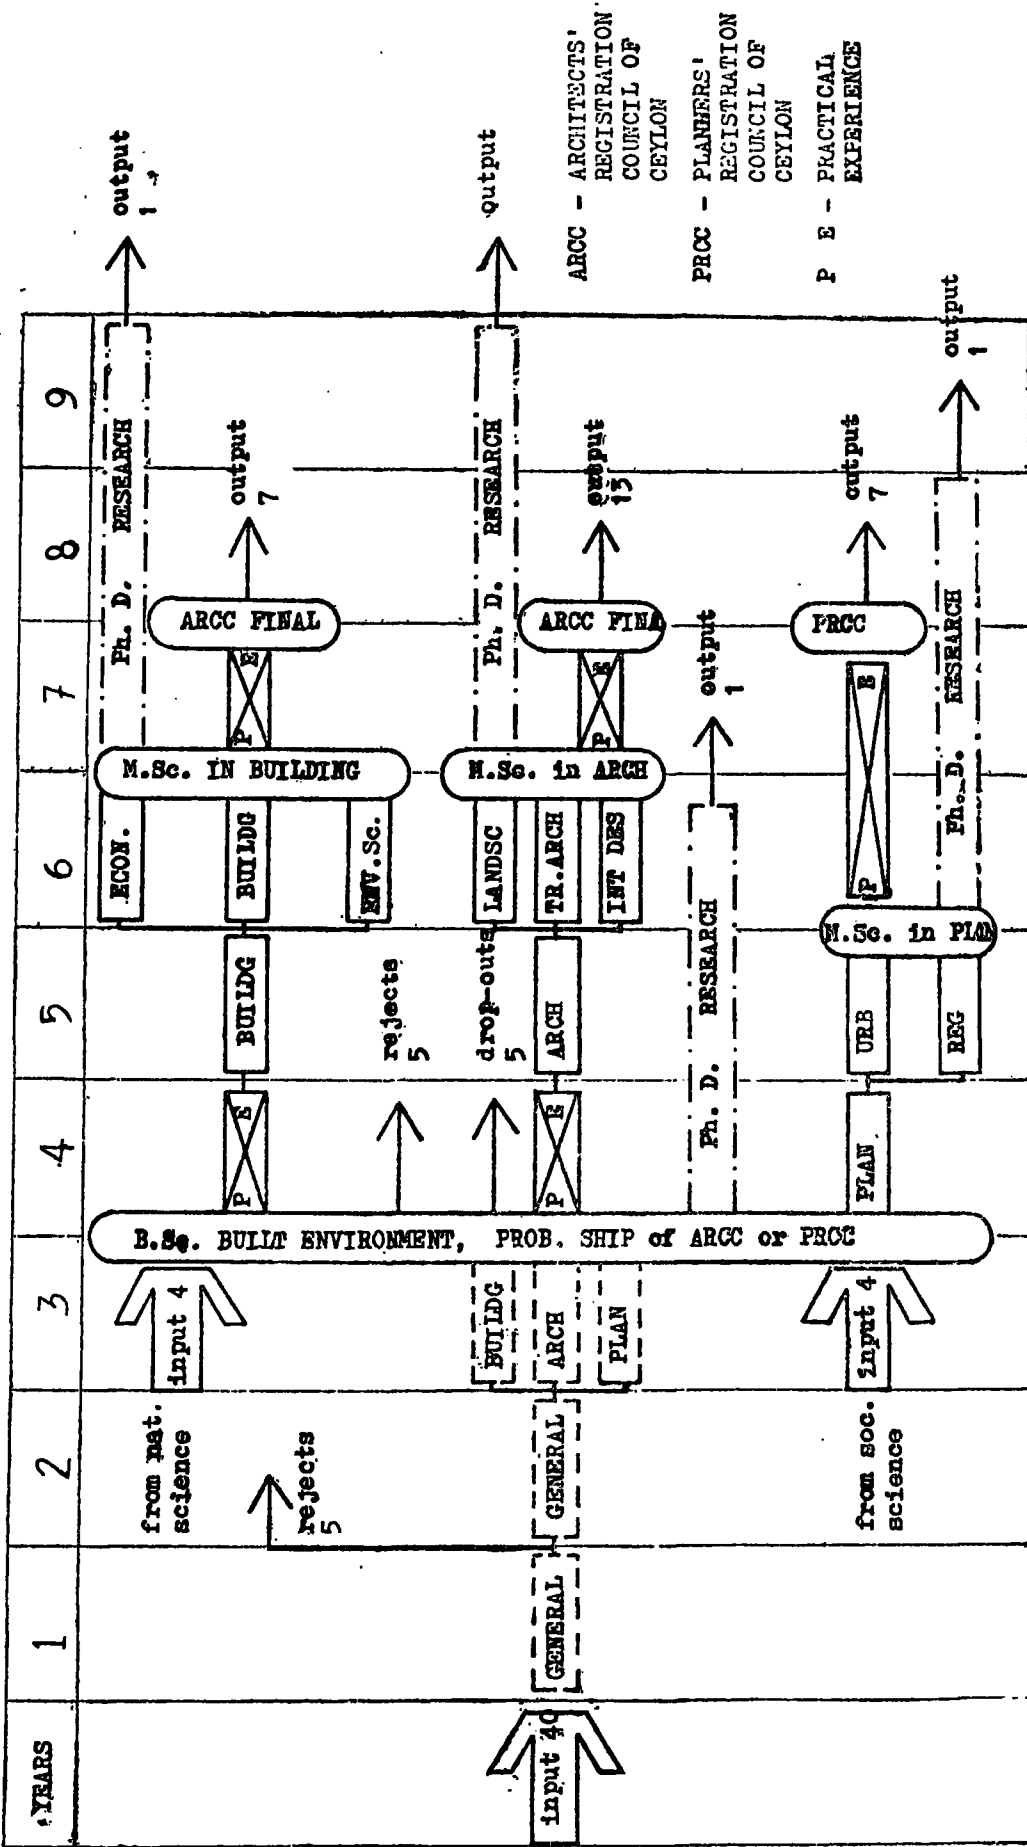 YEARS
1
2
3
4
5
6
7
8
9
input 40
GENERAL
GENERAL
rejects
5
from nat.
science
input 4
BUILDG
ARCH
PLAN
from soc.
science
input 4
B.Sc. BUILT ENVIRONMENT, PROB. SHIP of ARCC or PRCC
P E
BUILDG
rejects
5
drop-outs
5
P E
ARCH
Ph. D. RESEARCH
output
1
PLAN
URB
REG
ECON.
BUILDG
ENV.Sc.
M.Sc. IN BUILDING
Ph. D. RESEARCH
output
1
P E
ARCC FINAL
output
7
LANDSC
TR.ARCH
INT DES
M.Sc. in ARCH
Ph. D. RESEARCH
output
P E
ARCC FINA
output
13
M.Sc. in PLAN
P E
PRCC
output
7
Ph. D. RESEARCH
output
1
ARCC - ARCHITECTS'
REGISTRATION
COUNCIL OF
CEYLON
PRCC - PLANNERS'
REGISTRATION
COUNCIL OF
CEYLON
P E - PRACTICAL
EXPERIENCE